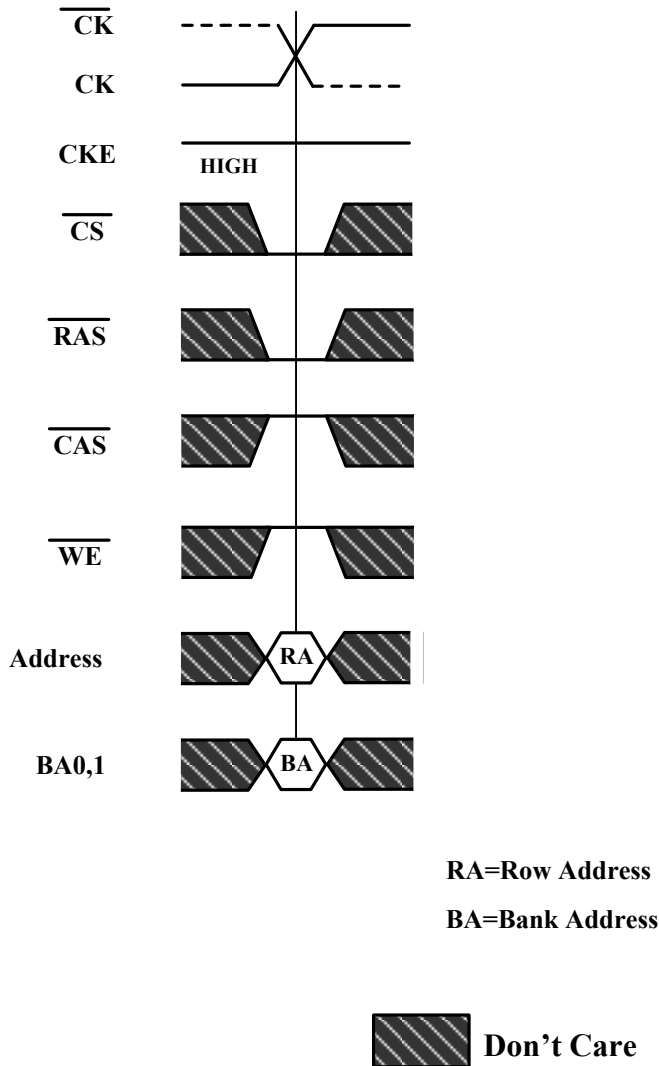 CK
CK
CKE
HIGH
CS
RAS
CAS
WE
Address
RA
BA0,1
BA
RA=Row Address
BA=Bank Address
Don’t Care